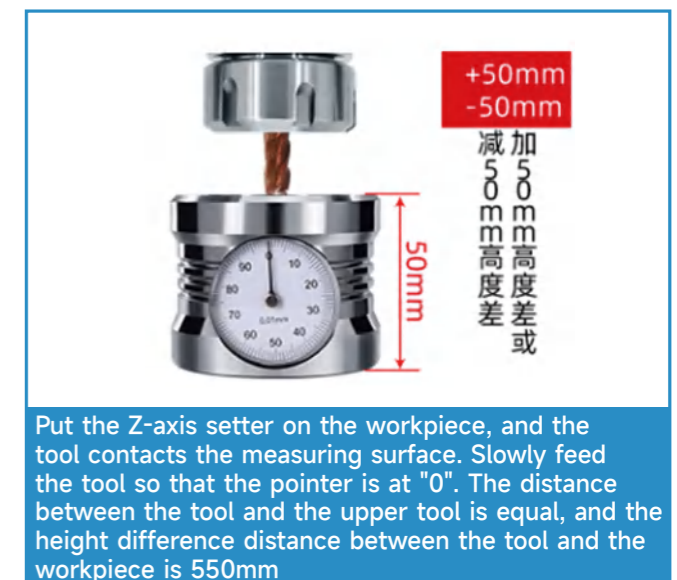 +50mm
-50mm
加50mm高度差或
减50mm高度差
50mm
0
10
20
30
40
50
60
70
80
90
0.01mm
Put the Z-axis setter on the workpiece, and the
tool contacts the measuring surface. Slowly feed
the tool so that the pointer is at "0". The distance
between the tool and the upper tool is equal, and the
height difference distance between the tool and the
workpiece is 550mm